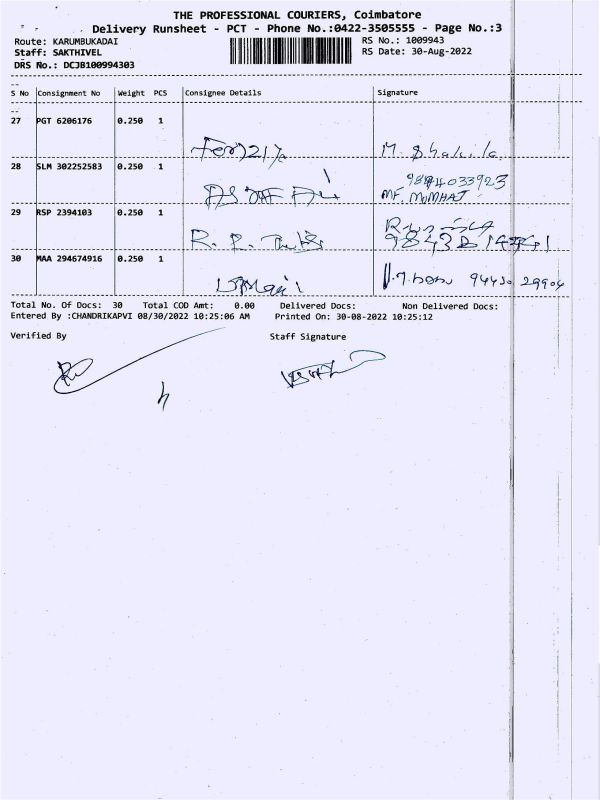 THE PROFESSIONAL COURIERS, Coimbatore
Delivery Runsheet - PCT - Phone No.:0422-3505555 - Page No.:3
Route: KARUMBUKADAI
Staff: SAKTHIVEL
DRS No.: DCJB100994303
RS No.: 1009943
RS Date: 30-Aug-2022
S No Consignment No Weight PCS Consignee Details Signature
27 PGT 6206176 0.250 1
M. Shakila
28 SLM 302252583 0.250 1
29 RSP 2394103 0.250 1
R. R.
30 MAA 294674916 0.250 1
94430 29904
Total No. Of Docs: 30 Total COD Amt: 0.00 Delivered Docs: Non Delivered Docs:
Entered By :CHANDRIKAPVI 08/30/2022 10:25:06 AM Printed On: 30-08-2022 10:25:12
Verified By Staff Signature